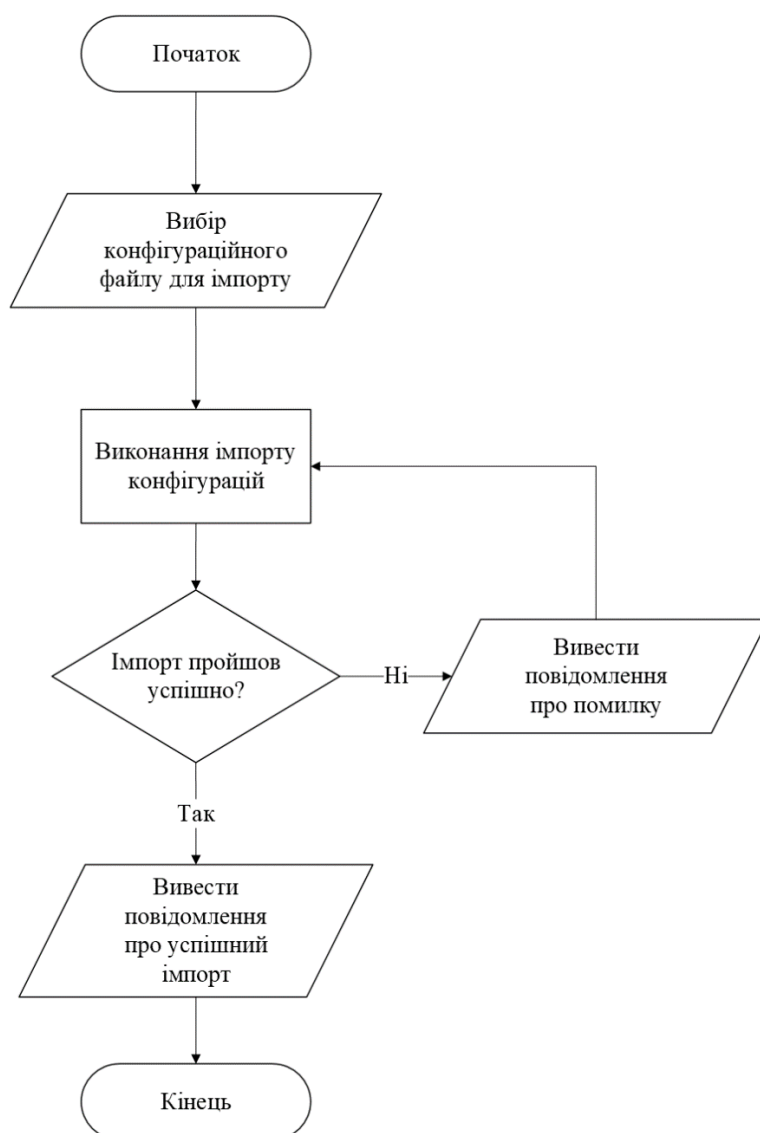 Початок
Вибір
конфігураційного
файлу для імпорту
Виконання імпорту
конфігурацій
Імпорт пройшов
успішно?
Ні
Вивести
повідомлення
про помилку
Так
Вивести
повідомлення
про успішний
імпорт
Кінець